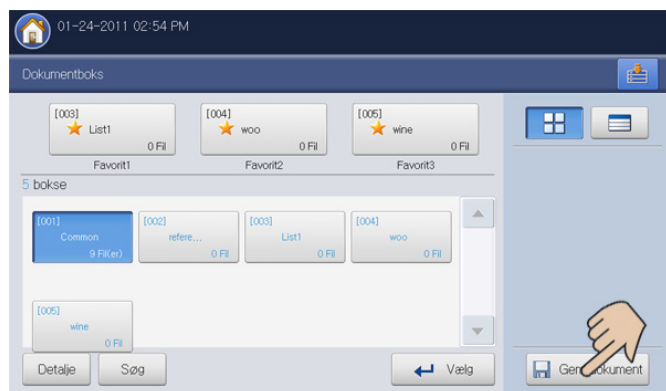 01-24-2011 02:54 PM
Dokumentboks
[003]
List1
0 Fil
Favorit1
[004]
woo
0 Fil
Favorit2
[005]
wine
0 Fil
Favorit3
5 bokse
[001]
Common
9 Fil(er)
[002]
refere...
0 Fil
[003]
List1
0 Fil
[004]
woo
0 Fil
[005]
wine
0 Fil
Detalje
Søg
Vælg